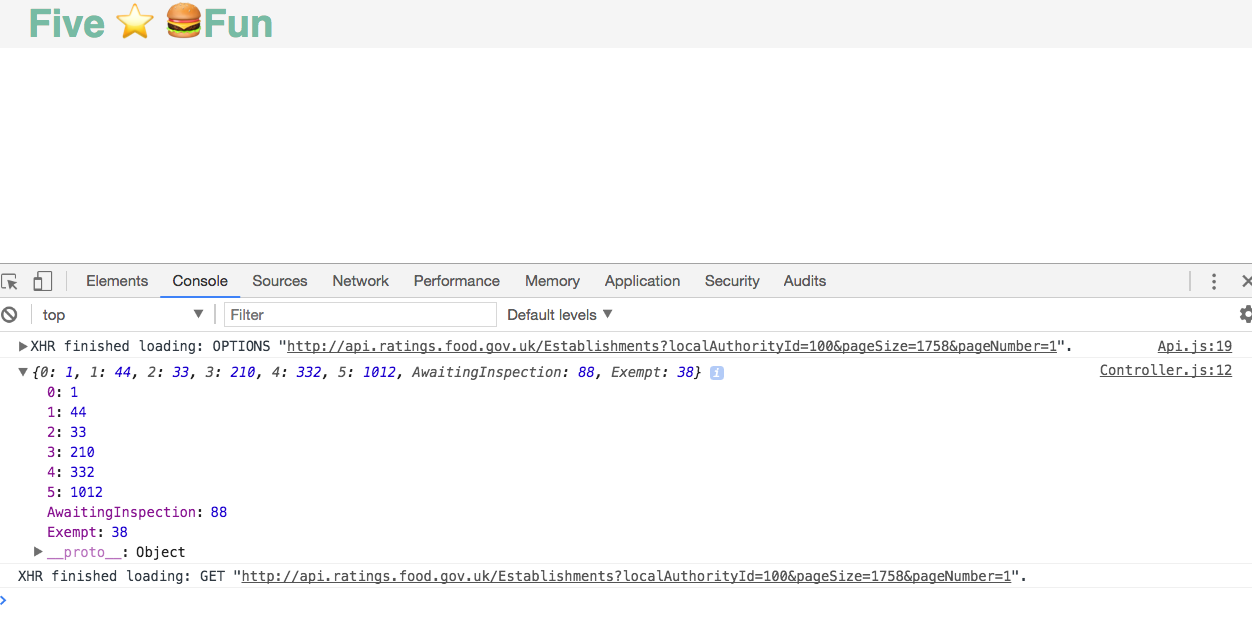 Five ⭐ 🍔Fun
Elements Console Sources Network Performance Memory Application Security Audits
top ▼ Filter Default levels ▼
▶XHR finished loading: OPTIONS "http://api.ratings.food.gov.uk/Establishments?localAuthorityId=100&pageSize=1758&pageNumber=1". Api.js:19
▼{0: 1, 1: 44, 2: 33, 3: 210, 4: 332, 5: 1012, AwaitingInspection: 88, Exempt: 38} i Controller.js:12
0: 1
1: 44
2: 33
3: 210
4: 332
5: 1012
AwaitingInspection: 88
Exempt: 38
▶__proto__: Object
XHR finished loading: GET "http://api.ratings.food.gov.uk/Establishments?localAuthorityId=100&pageSize=1758&pageNumber=1".
>